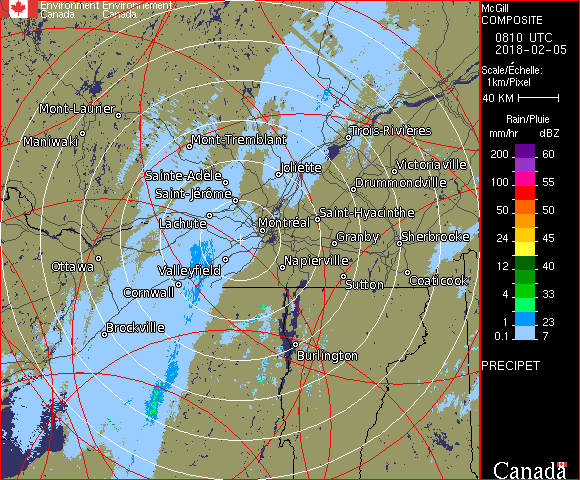 Environment Environnement
Canada Canada
McGill
COMPOSITE
0810 UTC
2018-02-05
Scale/Échelle:
1km/Pixel
40 KM
Rain/Pluie
mm/hr dBZ
200 60
100 55
75 53
50 50
24 45
12 40
4 33
1 23
0.1 7
PRECIPET
Canada
Mont-Laurier
Maniwaki
Mont-Tremblant
Trois-Rivières
Joliette
Victoriaville
Sainte-Adèle
Drummondville
Saint-Jérôme
Saint-Hyacinthe
Lachute
Montréal
Granby
Sherbrooke
Ottawa
Valleyfield
Napierville
Sutton
Coaticook
Cornwall
Brockville
Burlington